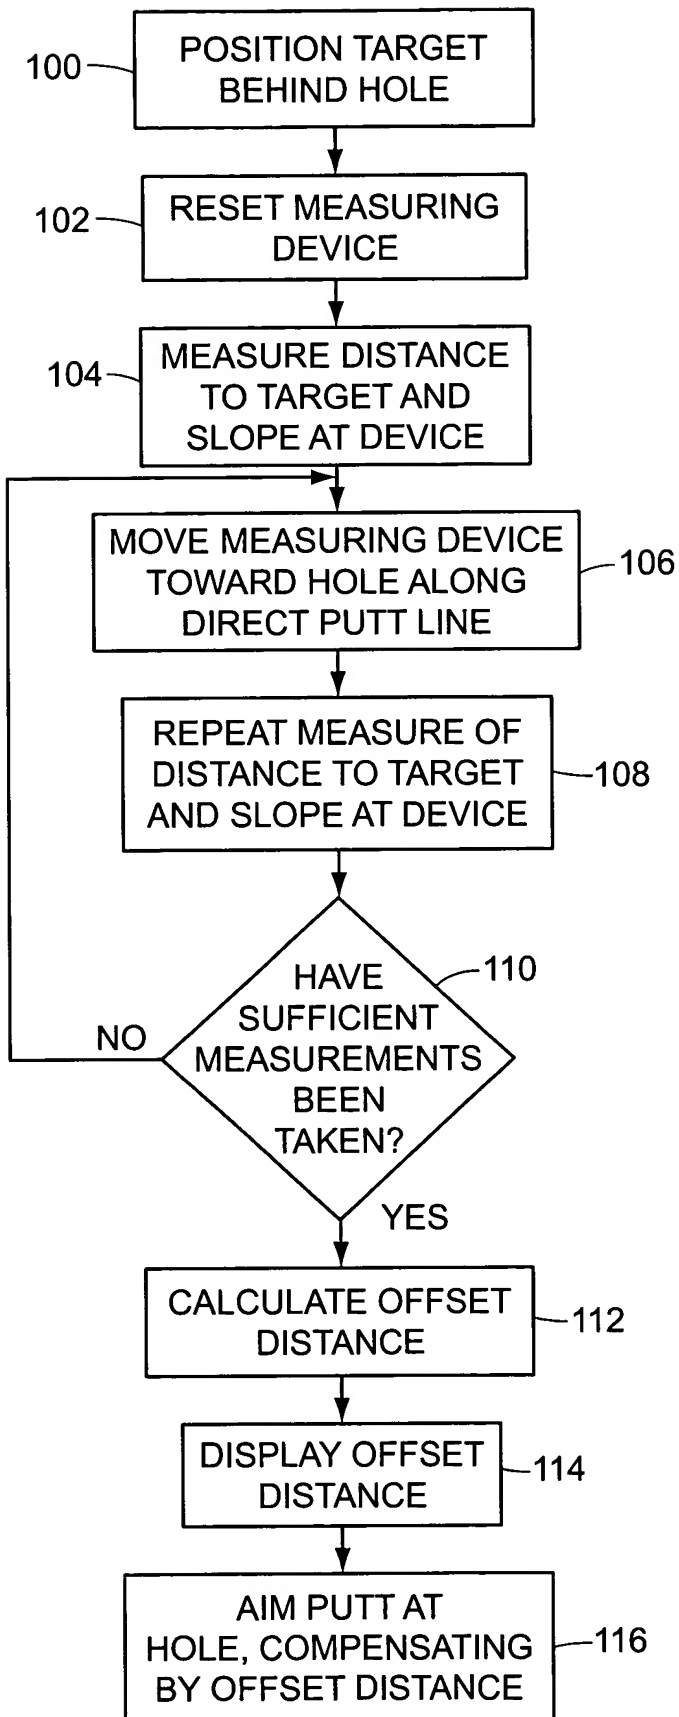 100
POSITION TARGET
BEHIND HOLE
102
RESET MEASURING
DEVICE
104
MEASURE DISTANCE
TO TARGET AND
SLOPE AT DEVICE
MOVE MEASURING DEVICE
TOWARD HOLE ALONG
DIRECT PUTT LINE
106
REPEAT MEASURE OF
DISTANCE TO TARGET
AND SLOPE AT DEVICE
108
HAVE
SUFFICIENT
MEASUREMENTS
BEEN
TAKEN?
110
NO
YES
CALCULATE OFFSET
DISTANCE
112
DISPLAY OFFSET
DISTANCE
114
AIM PUTT AT
HOLE, COMPENSATING
BY OFFSET DISTANCE
116